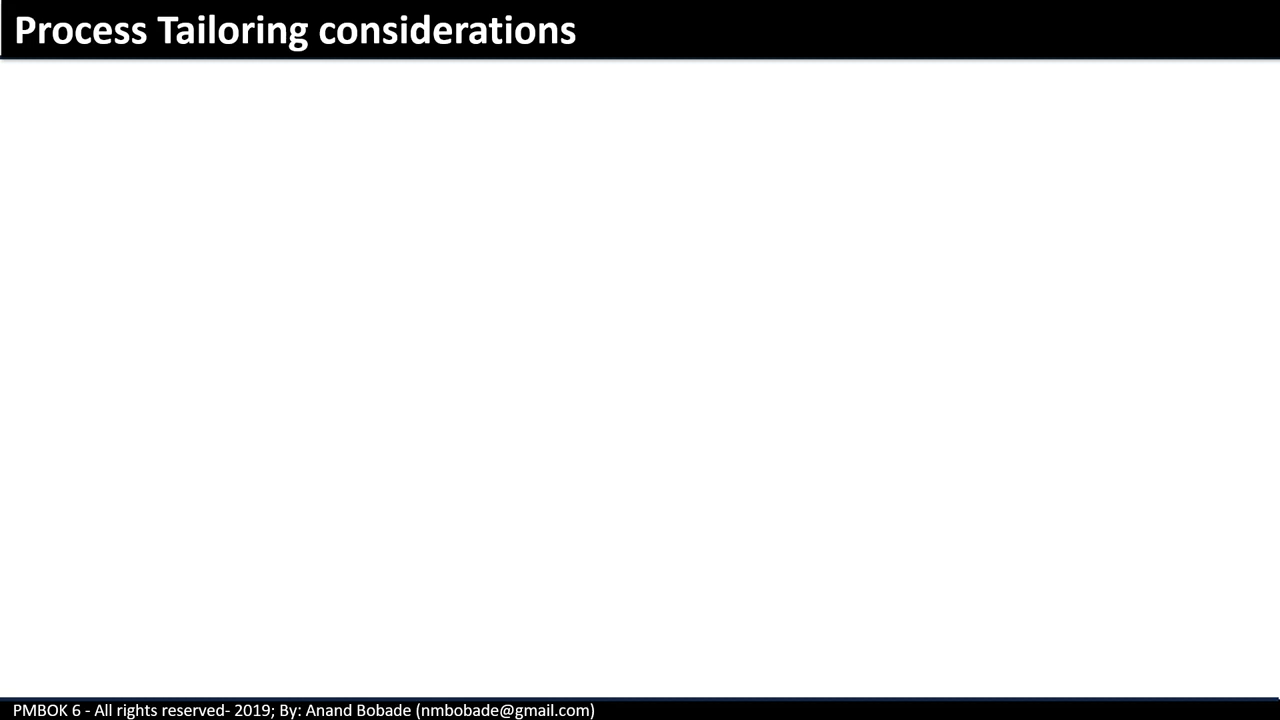 Process Tailoring considerations
PMBOK 6 - All rights reserved- 2019; By: Anand Bobade (nmbobade@gmail.com)